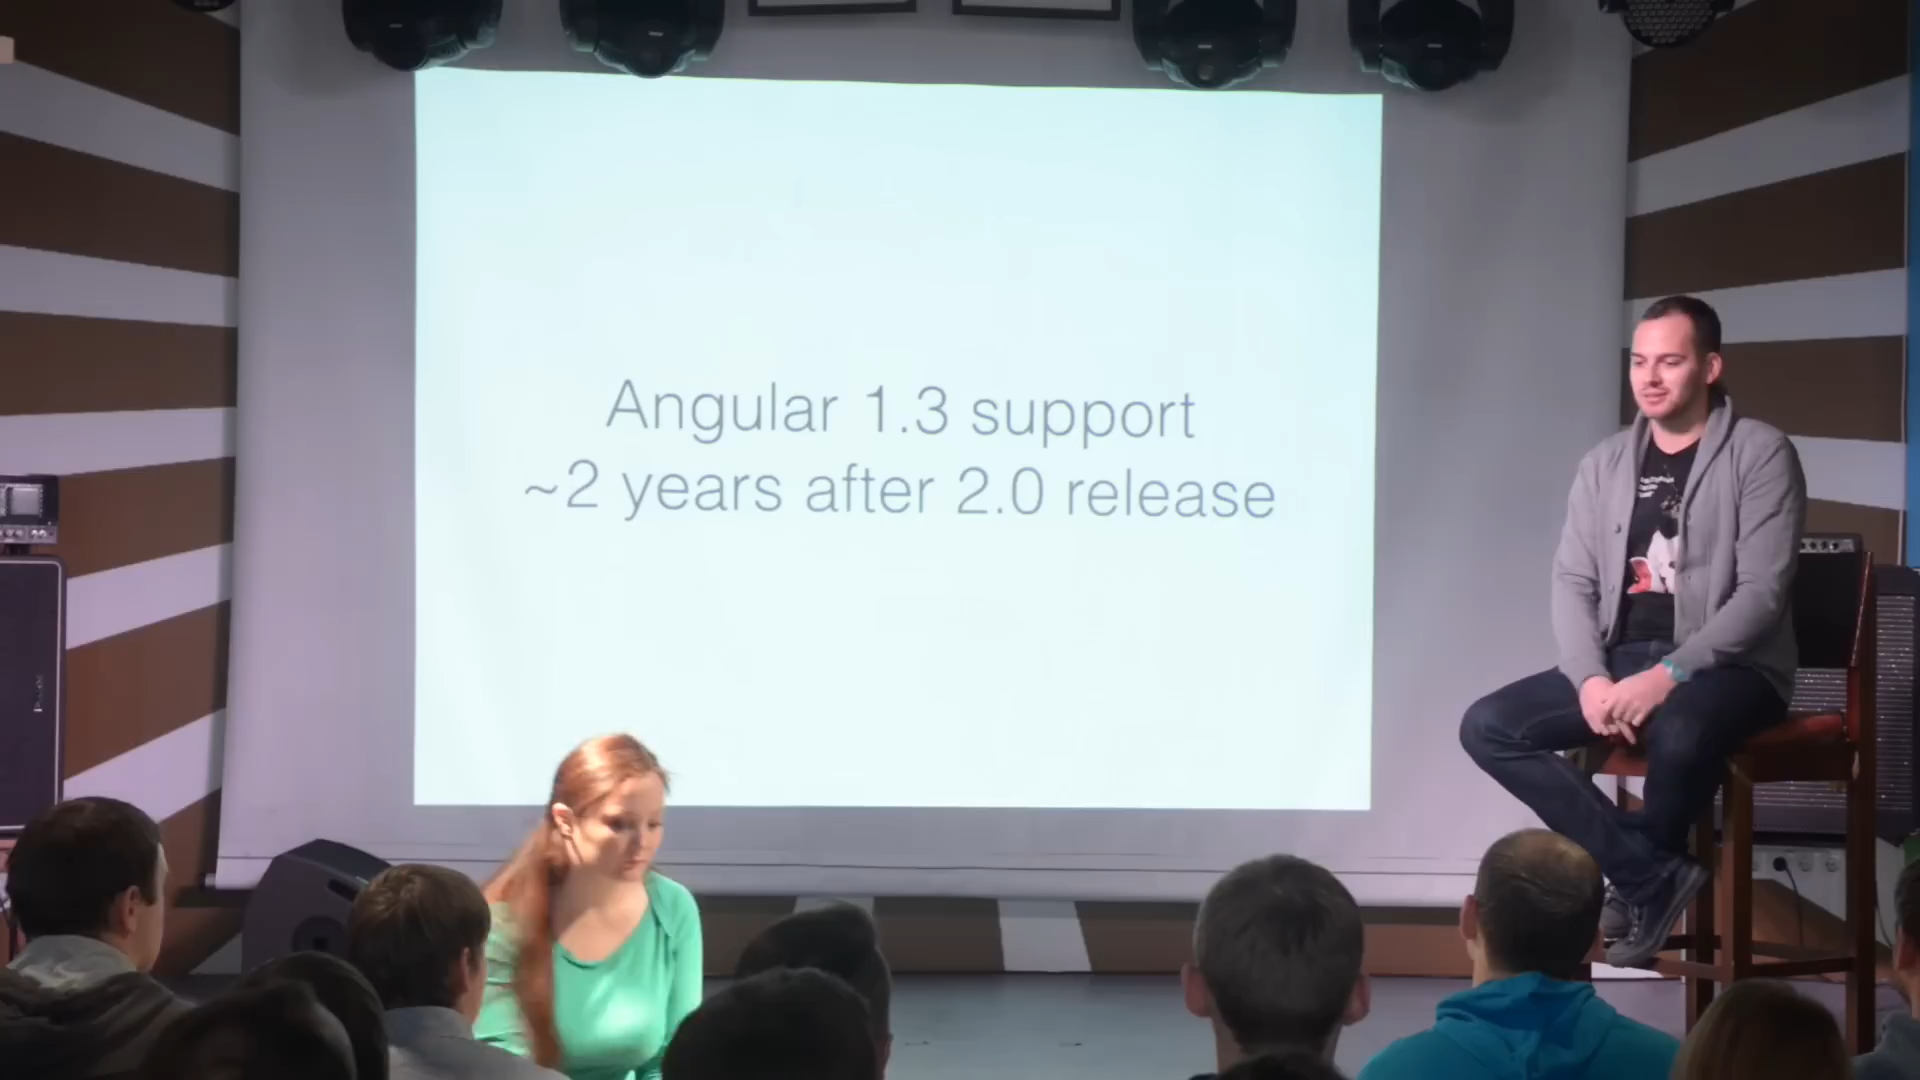 Angular 1.3 support
~2 years after 2.0 release